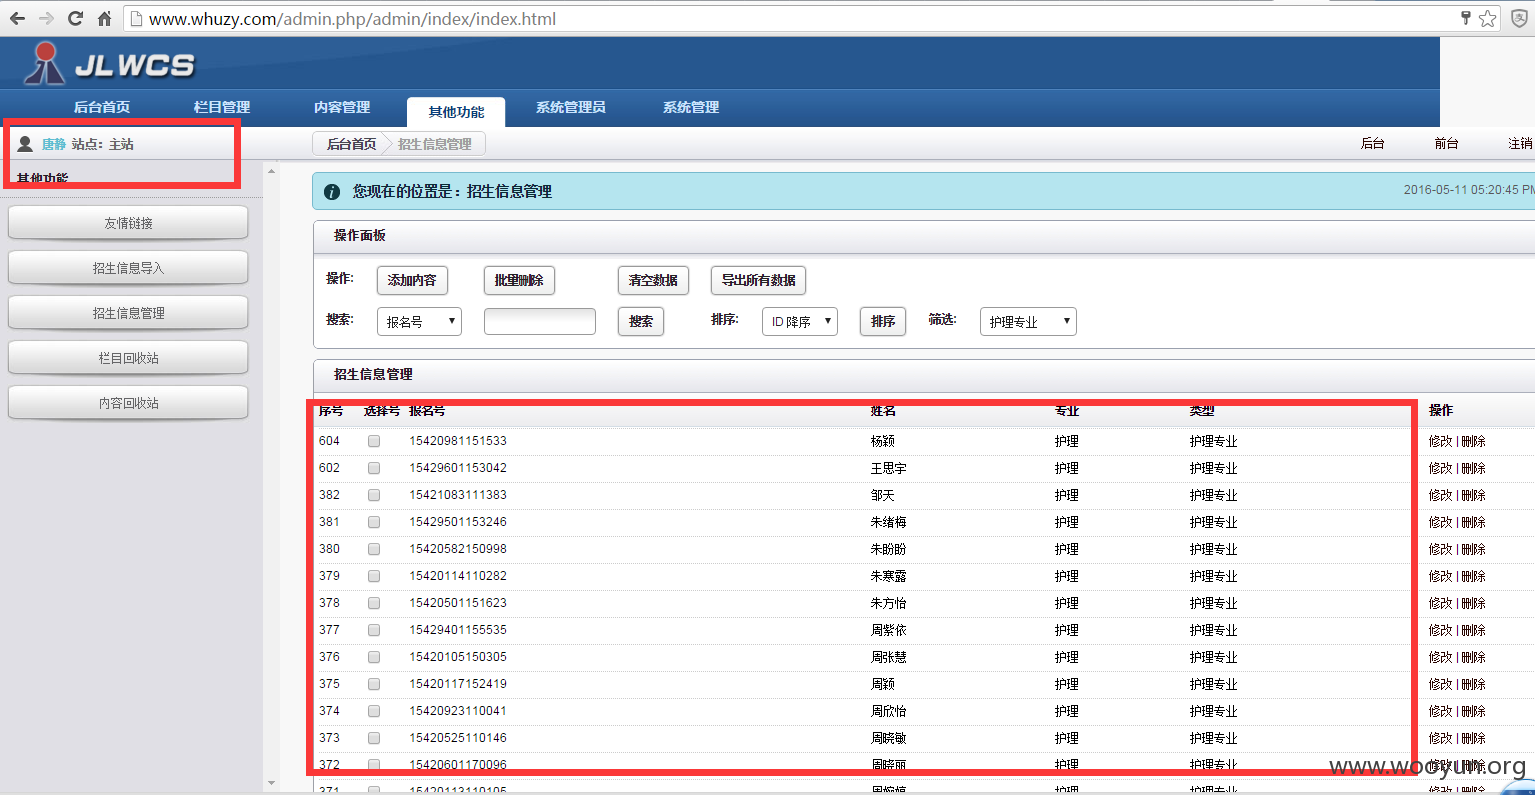 www.whuzy.com/admin.php/admin/index/index.html
JLWCS
后台首页 栏目管理 内容管理 其他功能 系统管理员 系统管理
唐静 站点：主站 后台首页 招生信息管理 后台 前台 注销
其他功能
友情链接
招生信息导入
招生信息管理
栏目回收站
内容回收站
您现在的位置是：招生信息管理 2016-05-11 05:20:45 PM
操作面板
操作: 添加内容 批量删除 清空数据 导出所有数据
搜索: 报名号 搜索 排序: ID 降序 排序 筛选: 护理专业
招生信息管理
序号 选择号 报名号 姓名 专业 类型 操作
604 15420981151533 杨颖 护理 护理专业 修改 | 删除
602 15429601153042 王思宇 护理 护理专业 修改 | 删除
382 15421083111383 邹天 护理 护理专业 修改 | 删除
381 15429501153246 朱绪梅 护理 护理专业 修改 | 删除
380 15420582150998 朱盼盼 护理 护理专业 修改 | 删除
379 15420114110282 朱寒露 护理 护理专业 修改 | 删除
378 15420501151623 朱方怡 护理 护理专业 修改 | 删除
377 15429401155535 周紫依 护理 护理专业 修改 | 删除
376 15420105150305 周张慧 护理 护理专业 修改 | 删除
375 15420117152419 周颖 护理 护理专业 修改 | 删除
374 15420923110041 周欣怡 护理 护理专业 修改 | 删除
373 15420525110146 周晓敏 护理 护理专业 修改 | 删除
372 15420601170096 周晓丽 护理 护理专业 修改 | 删除
371 15420113110105 护理 护理专业 修改 | 删除
www.wooyun.org